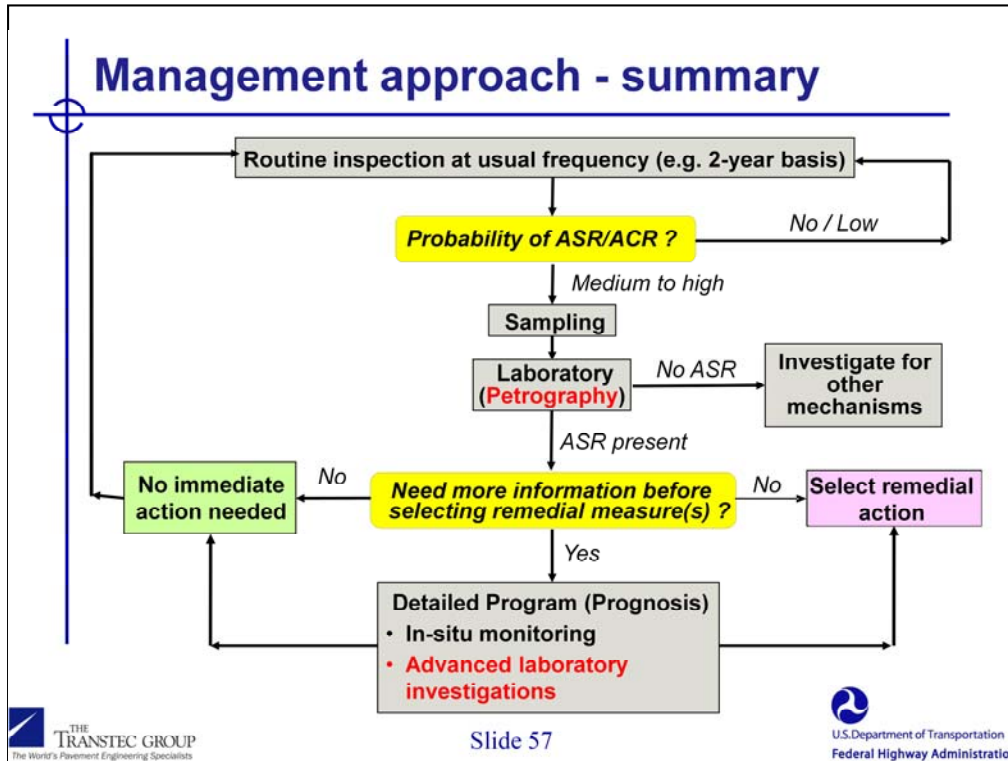 Management approach - summary
Routine inspection at usual frequency (e.g. 2-year basis)
Probability of ASR/ACR ?
No / Low
Medium to high
Sampling
Laboratory
(Petrography)
No ASR
Investigate for
other
mechanisms
ASR present
No immediate
action needed
No
Need more information before
selecting remedial measure(s) ?
No
Select remedial
action
Yes
Detailed Program (Prognosis)
• In-situ monitoring
• Advanced laboratory
investigations
THE
TRANSTEC GROUP
The World's Pavement Engineering Specialists
Slide 57
U.S.Department of Transportation
Federal Highway Administratio